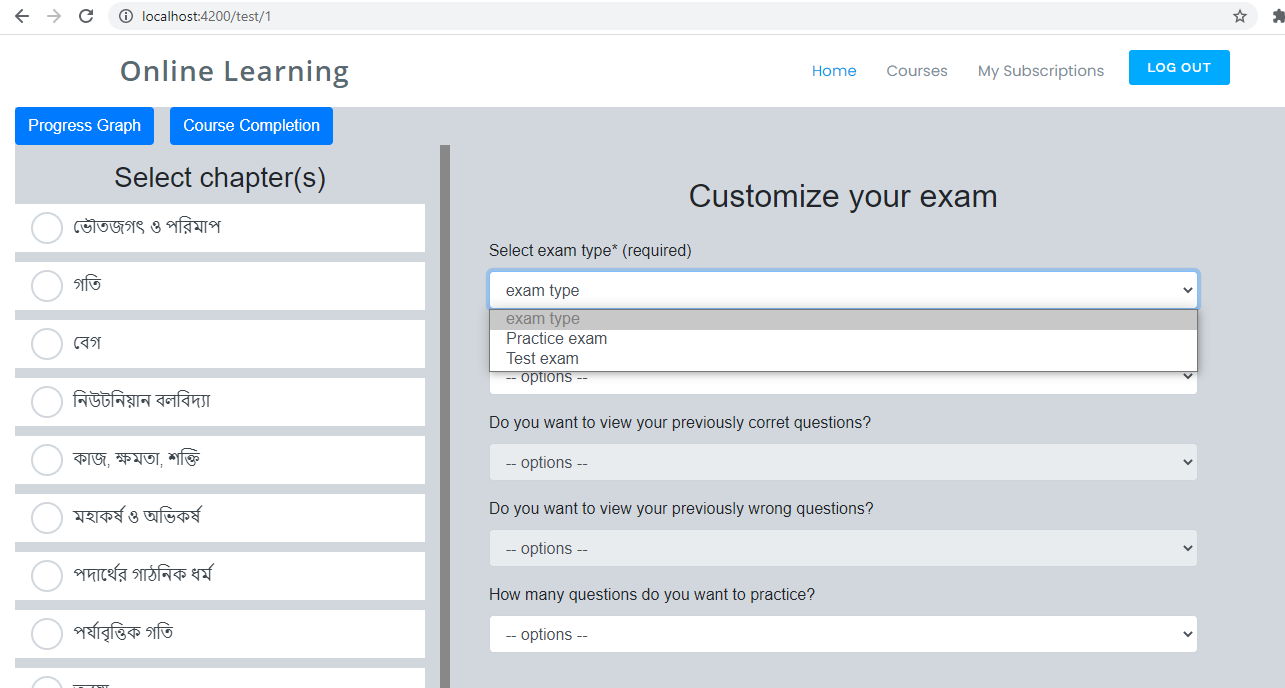 localhost:4200/test/1
Online Learning
Home
Courses
My Subscriptions
LOG OUT
Progress Graph
Course Completion
Select chapter(s)
ভৌতজগৎ ও পরিমাপ
গতি
বেগ
নিউটনিয়ান বলবিদ্যা
কাজ, ক্ষমতা, শক্তি
মহাকর্ষ ও অভিকর্ষ
পদার্থের গাঠনিক ধর্ম
পর্যাবৃত্তিক গতি
Customize your exam
Select exam type* (required)
exam type
exam type
Practice exam
Test exam
-- options --
Do you want to view your previously corret questions?
-- options --
Do you want to view your previously wrong questions?
-- options --
How many questions do you want to practice?
-- options --